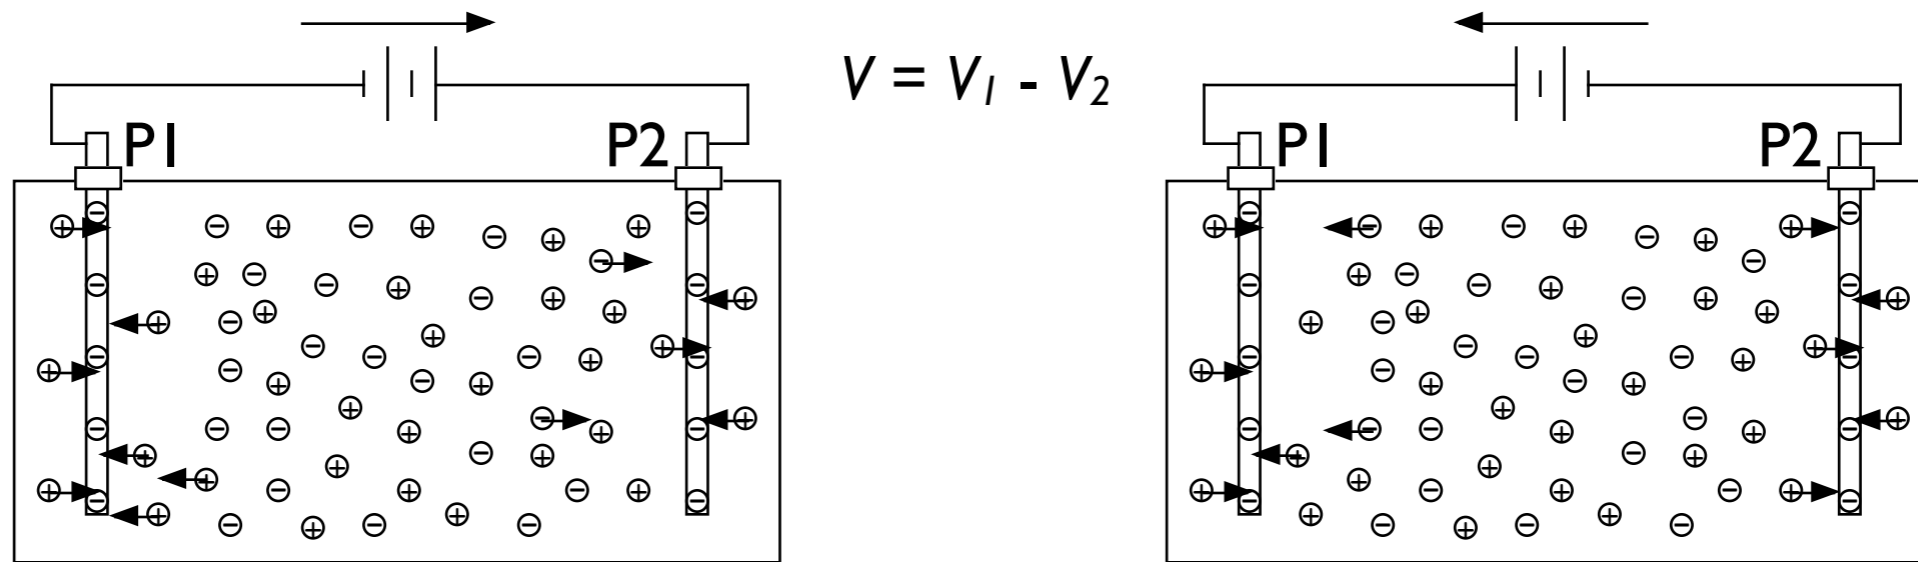 V = V₁ - V₂
P1
P2
P1
P2